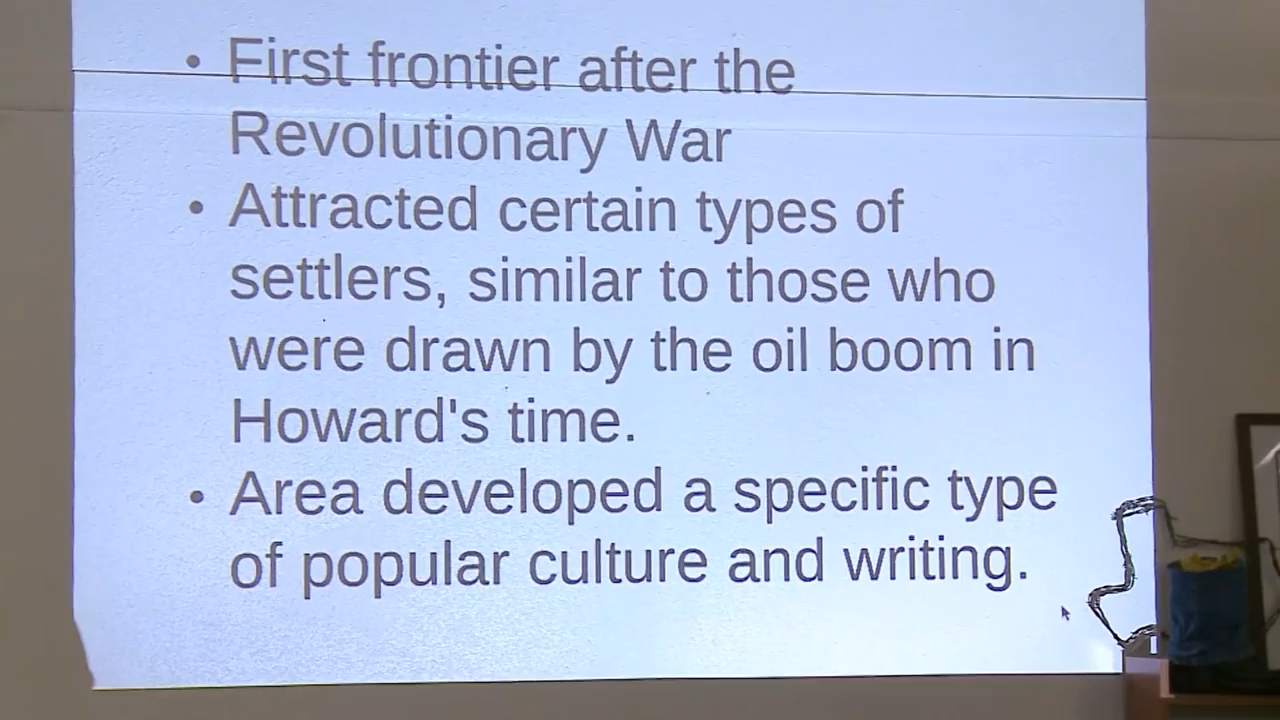 • First frontier after the
Revolutionary War
• Attracted certain types of
settlers, similar to those who
were drawn by the oil boom in
Howard's time.
• Area developed a specific type
of popular culture and writing.